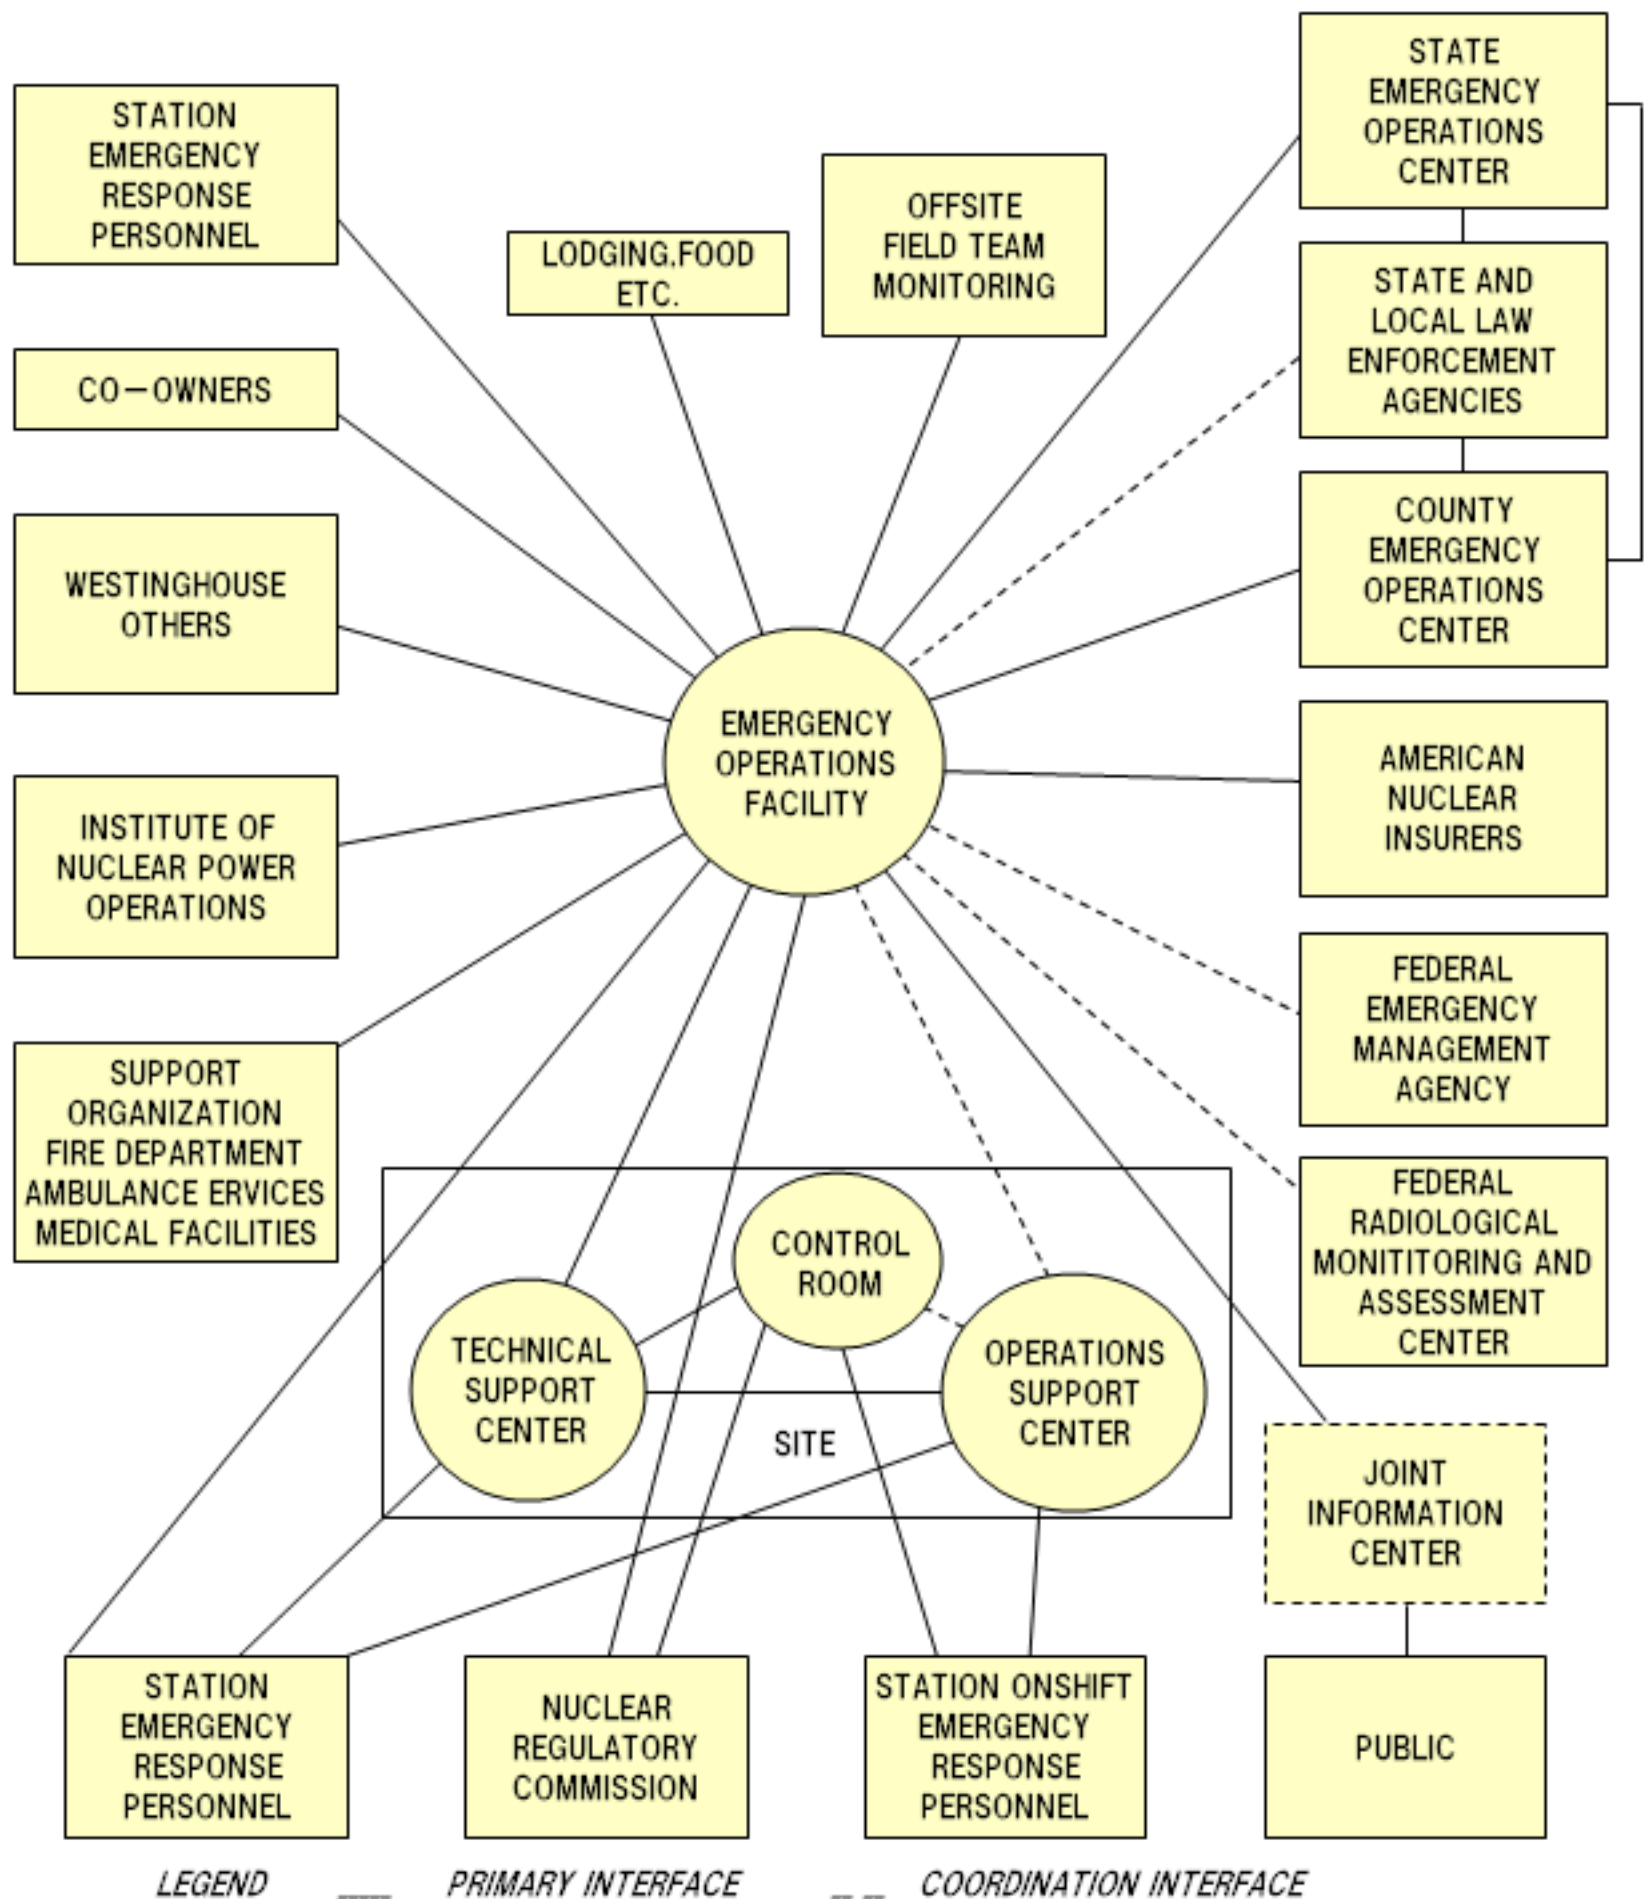 STATE
EMERGENCY
OPERATIONS
CENTER
STATION
EMERGENCY
RESPONSE
PERSONNEL
LODGING,FOOD
ETC.
OFFSITE
FIELD TEAM
MONITORING
STATE AND
LOCAL LAW
ENFORCEMENT
AGENCIES
CO-OWNERS
WESTINGHOUSE
OTHERS
COUNTY
EMERGENCY
OPERATIONS
CENTER
EMERGENCY
OPERATIONS
FACILITY
AMERICAN
NUCLEAR
INSURERS
INSTITUTE OF
NUCLEAR POWER
OPERATIONS
FEDERAL
EMERGENCY
MANAGEMENT
AGENCY
SUPPORT
ORGANIZATION
FIRE DEPARTMENT
AMBULANCE ERVICES
MEDICAL FACILITIES
FEDERAL
RADIOLOGICAL
MONITITORING AND
ASSESSMENT
CENTER
CONTROL
ROOM
TECHNICAL
SUPPORT
CENTER
OPERATIONS
SUPPORT
CENTER
SITE
JOINT
INFORMATION
CENTER
STATION
EMERGENCY
RESPONSE
PERSONNEL
NUCLEAR
REGULATORY
COMMISSION
STATION ONSHIFT
EMERGENCY
RESPONSE
PERSONNEL
PUBLIC
LEGEND PRIMARY INTERFACE COORDINATION INTERFACE